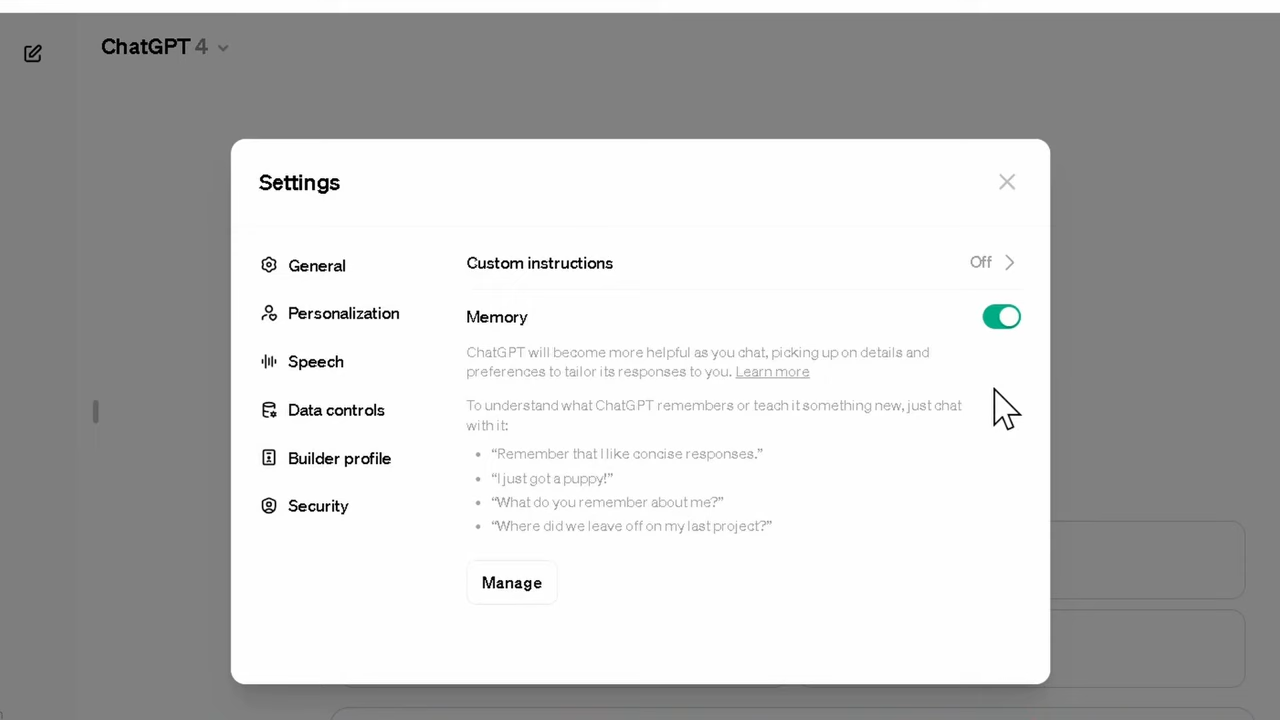 ChatGPT 4
Settings
General
Personalization
Speech
Data controls
Builder profile
Security
Custom instructions
Off
Memory
ChatGPT will become more helpful as you chat, picking up on details and
preferences to tailor its responses to you. Learn more
To understand what ChatGPT remembers or teach it something new, just chat
with it:
• “Remember that I like concise responses.”
• “I just got a puppy!”
• “What do you remember about me?”
• “Where did we leave off on my last project?”
Manage